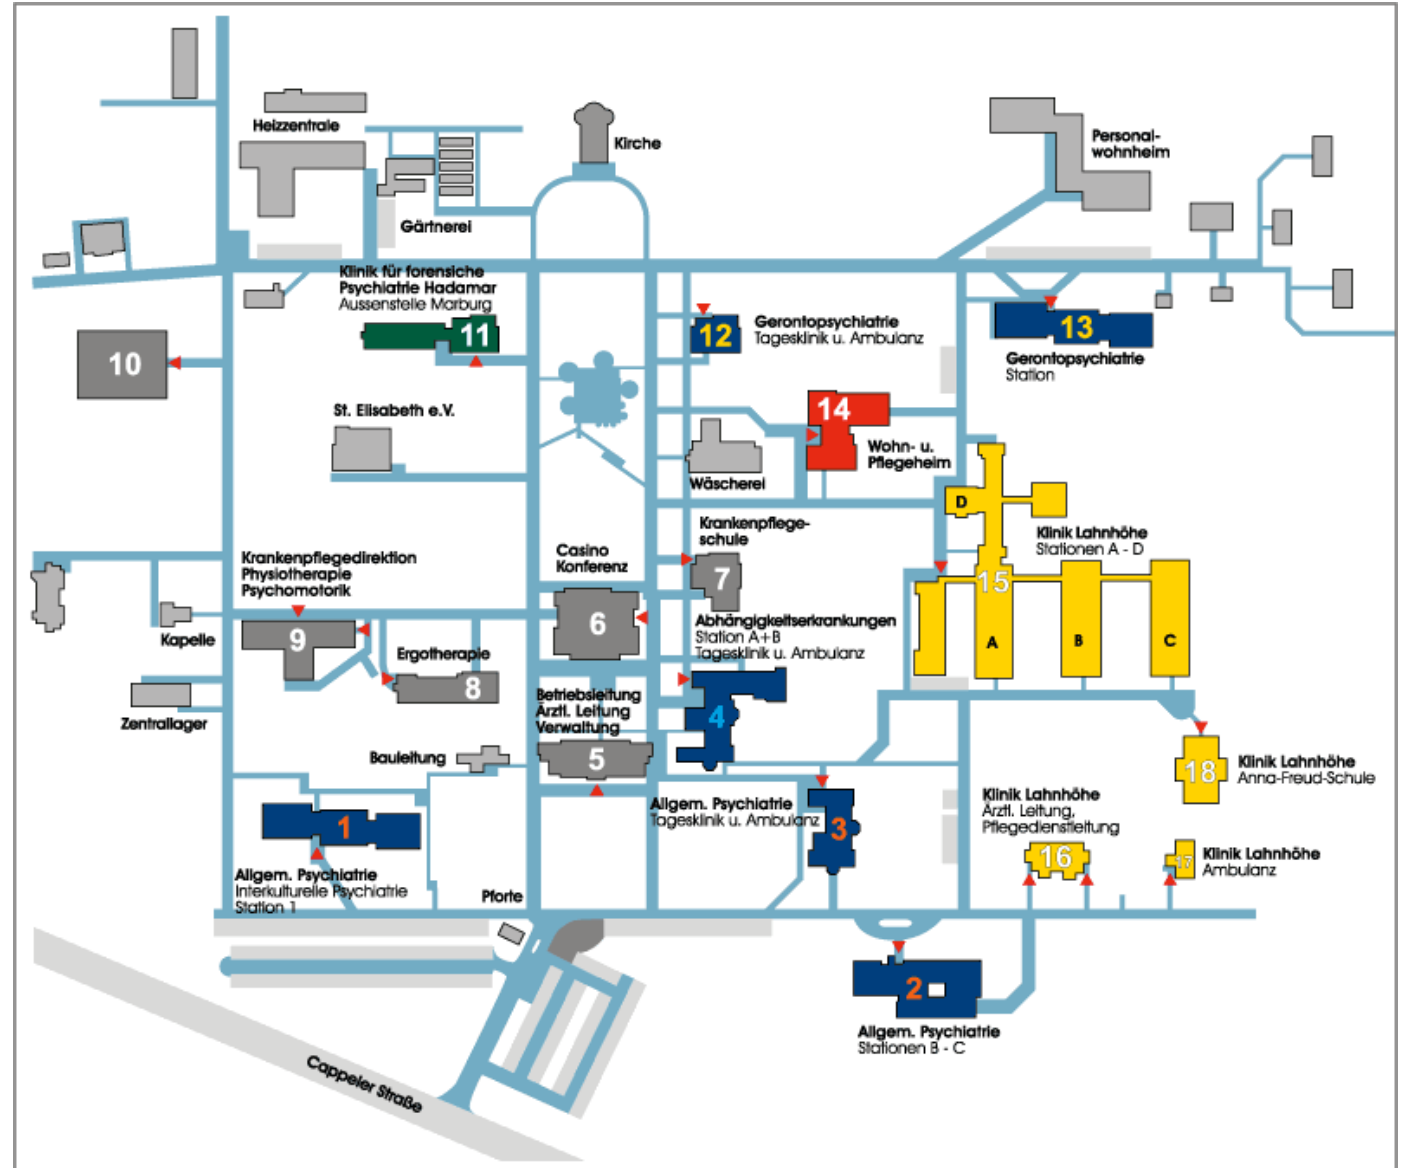 Heizzentrale
Kirche
Personal-
wohnheim
Gärtnerei
Klinik für forensiche
Psychiatrie Hadamar
Aussenstelle Marburg
11
12
Gerontopsychiatrie
Tagesklinik u. Ambulanz
13
Gerontopsychiatrie
Station
10
St. Elisabeth e.V.
14
Wohn- u.
Pflegeheim
Wäscherei
D
Klinik Lahnhöhe
Stationen A - D
15
A
B
C
Krankenpflege-
schule
7
Casino
Konferenz
6
Krankenpflegedirektion
Physiotherapie
Psychomotorik
9
Kapelle
Ergotherapie
8
Abhängigkeitserkrankungen
Station A+B
Tagesklinik u. Ambulanz
4
Zentrallager
Betriebsleitung
Ärztl. Leitung
Verwaltung
5
Bauleitung
18
Klinik Lahnhöhe
Anna-Freud-Schule
Allgem. Psychiatrie
Tagesklinik u. Ambulanz
3
Klinik Lahnhöhe
Ärztl. Leitung,
Pflegedienstleitung
16
17
Klinik Lahnhöhe
Ambulanz
1
Allgem. Psychiatrie
Interkulturelle Psychiatrie
Station 1
Pforte
2
Allgem. Psychiatrie
Stationen B - C
Cappeler Straße